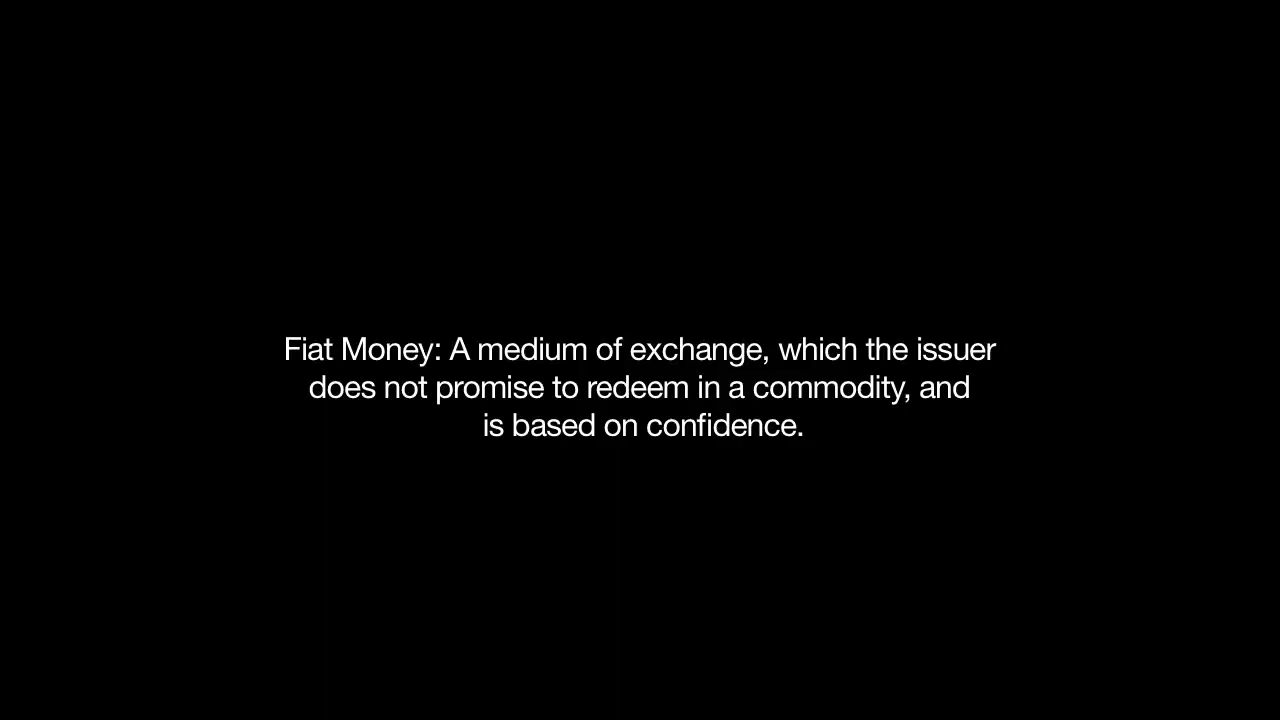 Fiat Money: A medium of exchange, which the issuer
does not promise to redeem in a commodity, and
is based on confidence.